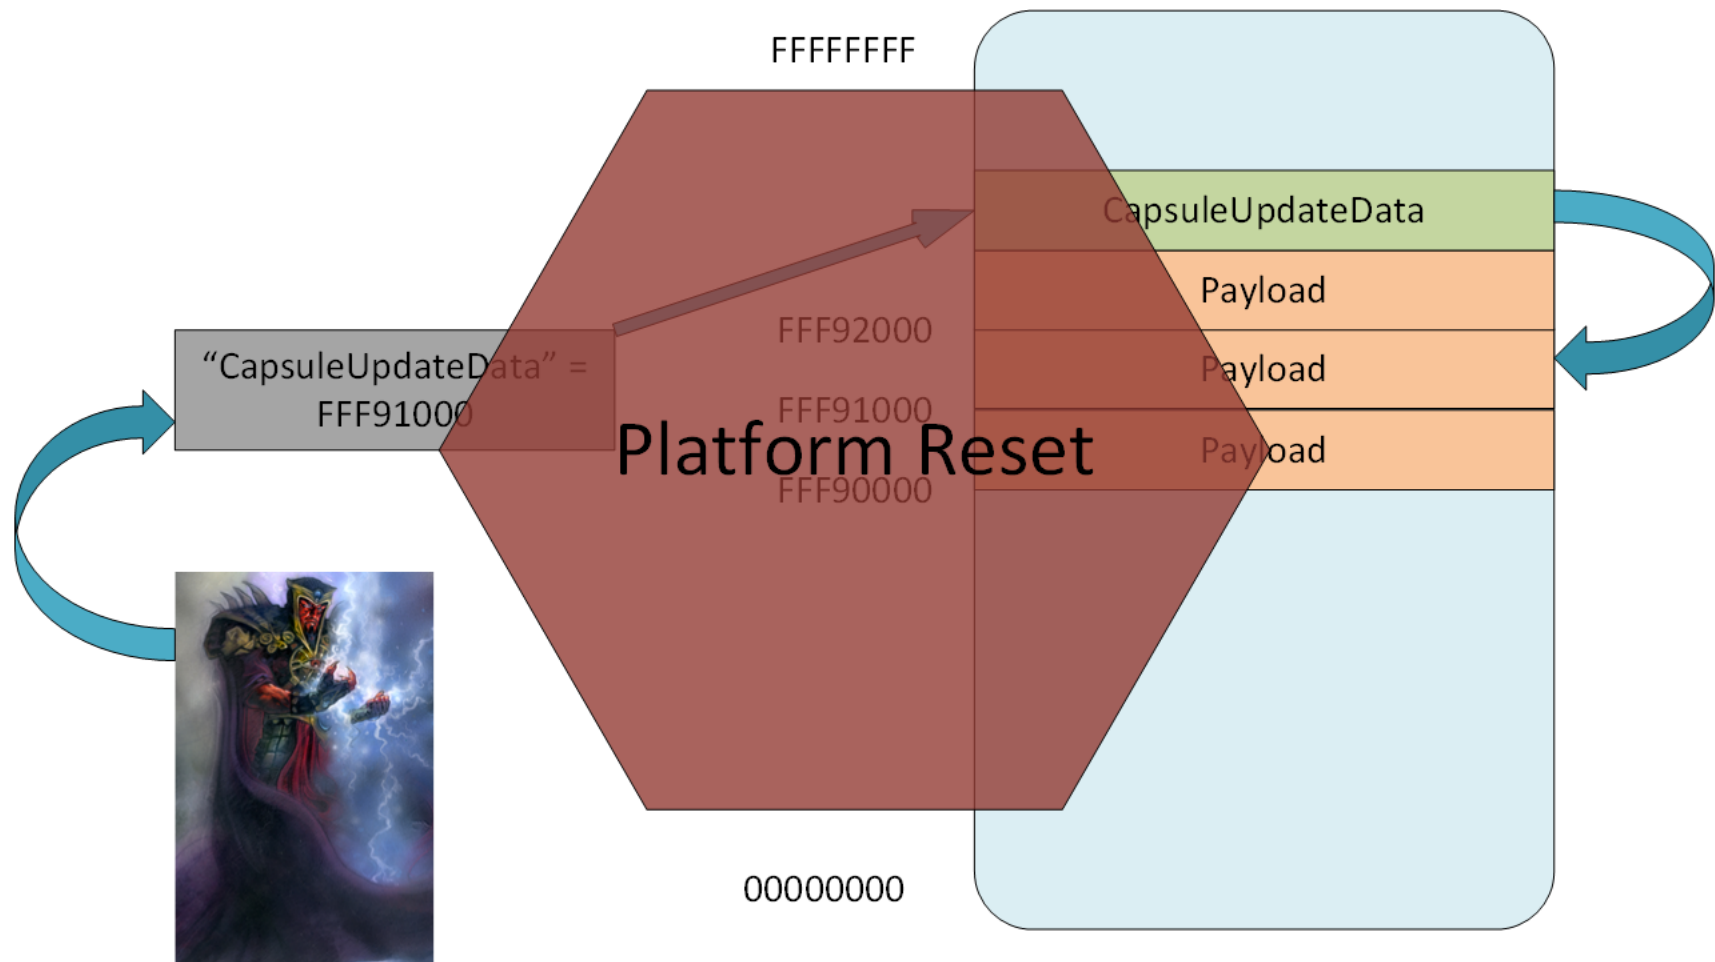 FFFFFFFF
CapsuleUpdateData
Payload
FFF92000
“CapsuleUpdateData” =
FFF91000
Payload
FFF91000
Platform Reset
Payload
FFF90000
00000000